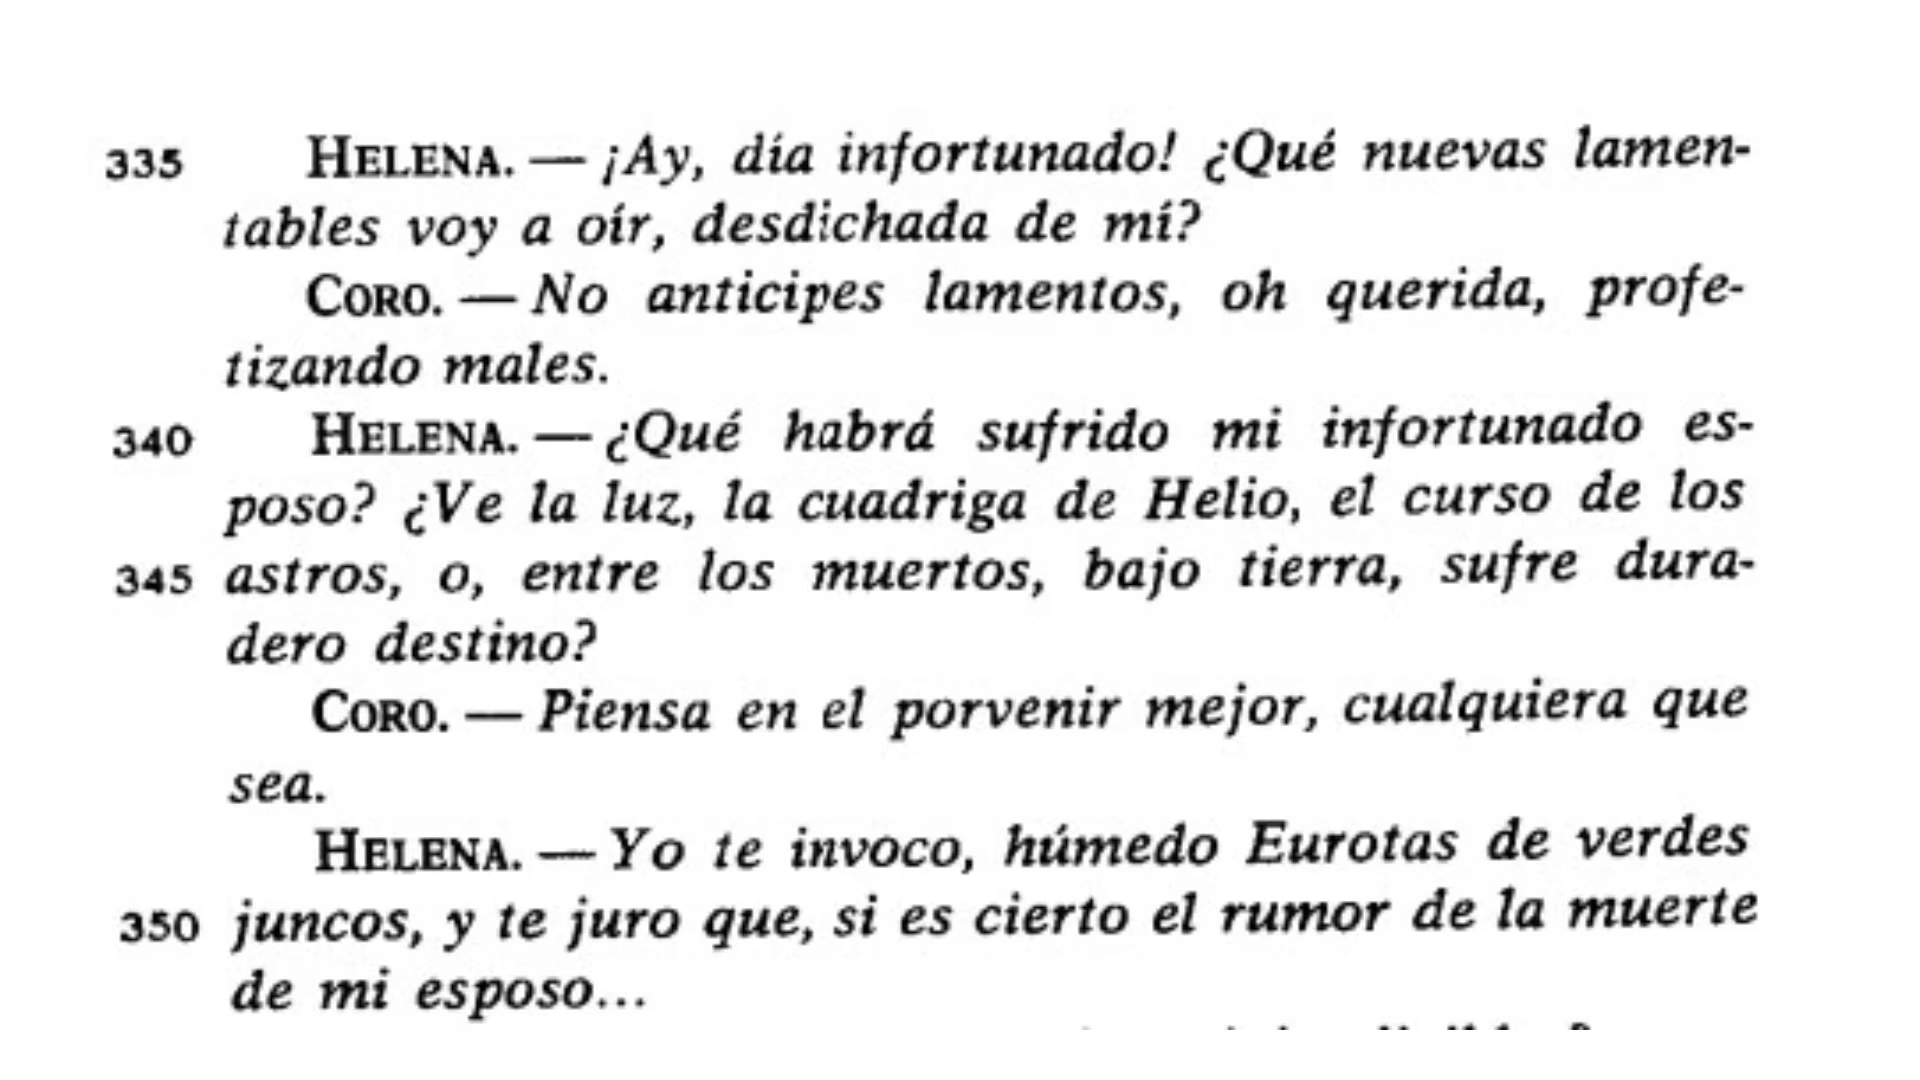 335 HELENA. — ¡Ay, día infortunado! ¿Qué nuevas lamen-
tables voy a oír, desdichada de mí?
CORO. — No anticipes lamentos, oh querida, profe-
tizando males.
340 HELENA. — ¿Qué habrá sufrido mi infortunado es-
poso? ¿Ve la luz, la cuadriga de Helio, el curso de los
345 astros, o, entre los muertos, bajo tierra, sufre dura-
dero destino?
CORO. — Piensa en el porvenir mejor, cualquiera que
sea.
HELENA. — Yo te invoco, húmedo Eurotas de verdes
350 juncos, y te juro que, si es cierto el rumor de la muerte
de mi esposo...